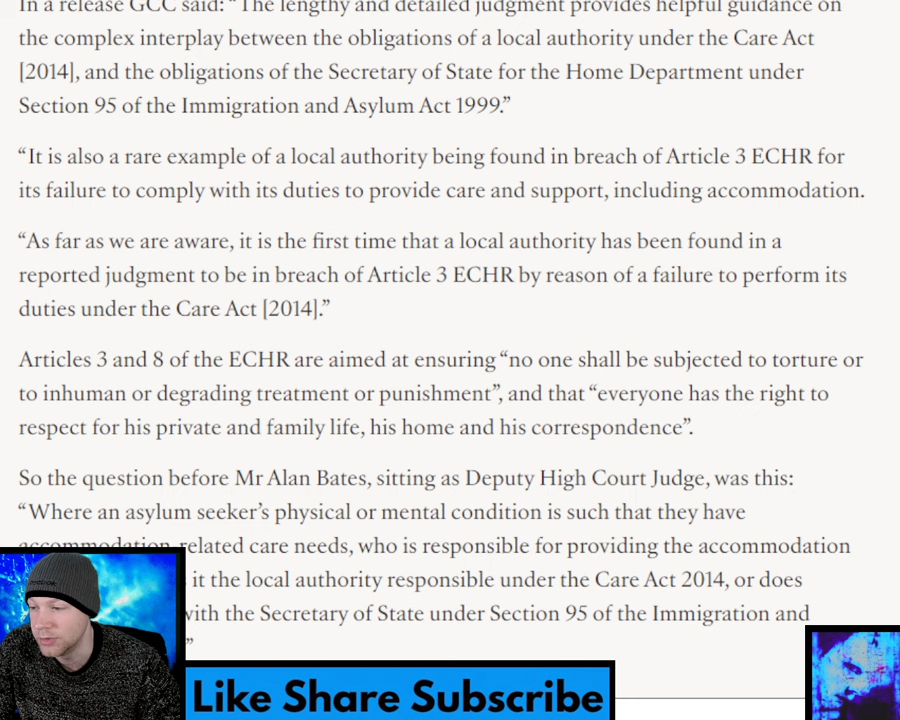 In a release GCC said: “The lengthy and detailed judgment provides helpful guidance on
the complex interplay between the obligations of a local authority under the Care Act
[2014], and the obligations of the Secretary of State for the Home Department under
Section 95 of the Immigration and Asylum Act 1999.”
“It is also a rare example of a local authority being found in breach of Article 3 ECHR for
its failure to comply with its duties to provide care and support, including accommodation.
“As far as we are aware, it is the first time that a local authority has been found in a
reported judgment to be in breach of Article 3 ECHR by reason of a failure to perform its
duties under the Care Act [2014].”
Articles 3 and 8 of the ECHR are aimed at ensuring “no one shall be subjected to torture or
to inhuman or degrading treatment or punishment”, and that “everyone has the right to
respect for his private and family life, his home and his correspondence”.
So the question before Mr Alan Bates, sitting as Deputy High Court Judge, was this:
“Where an asylum seeker’s physical or mental condition is such that they have
accommodation-related care needs, who is responsible for providing the accommodation
it the local authority responsible under the Care Act 2014, or does
with the Secretary of State under Section 95 of the Immigration and
”
Like Share Subscribe